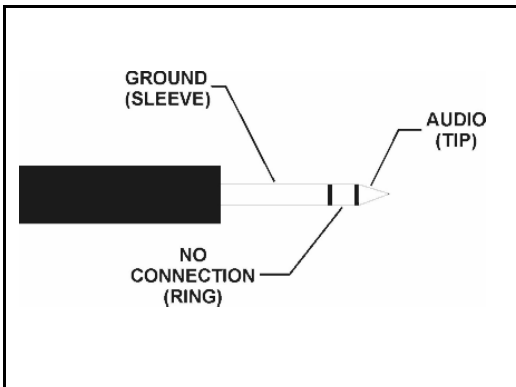 GROUND
(SLEEVE)
AUDIO
(TIP)
NO
CONNECTION
(RING)